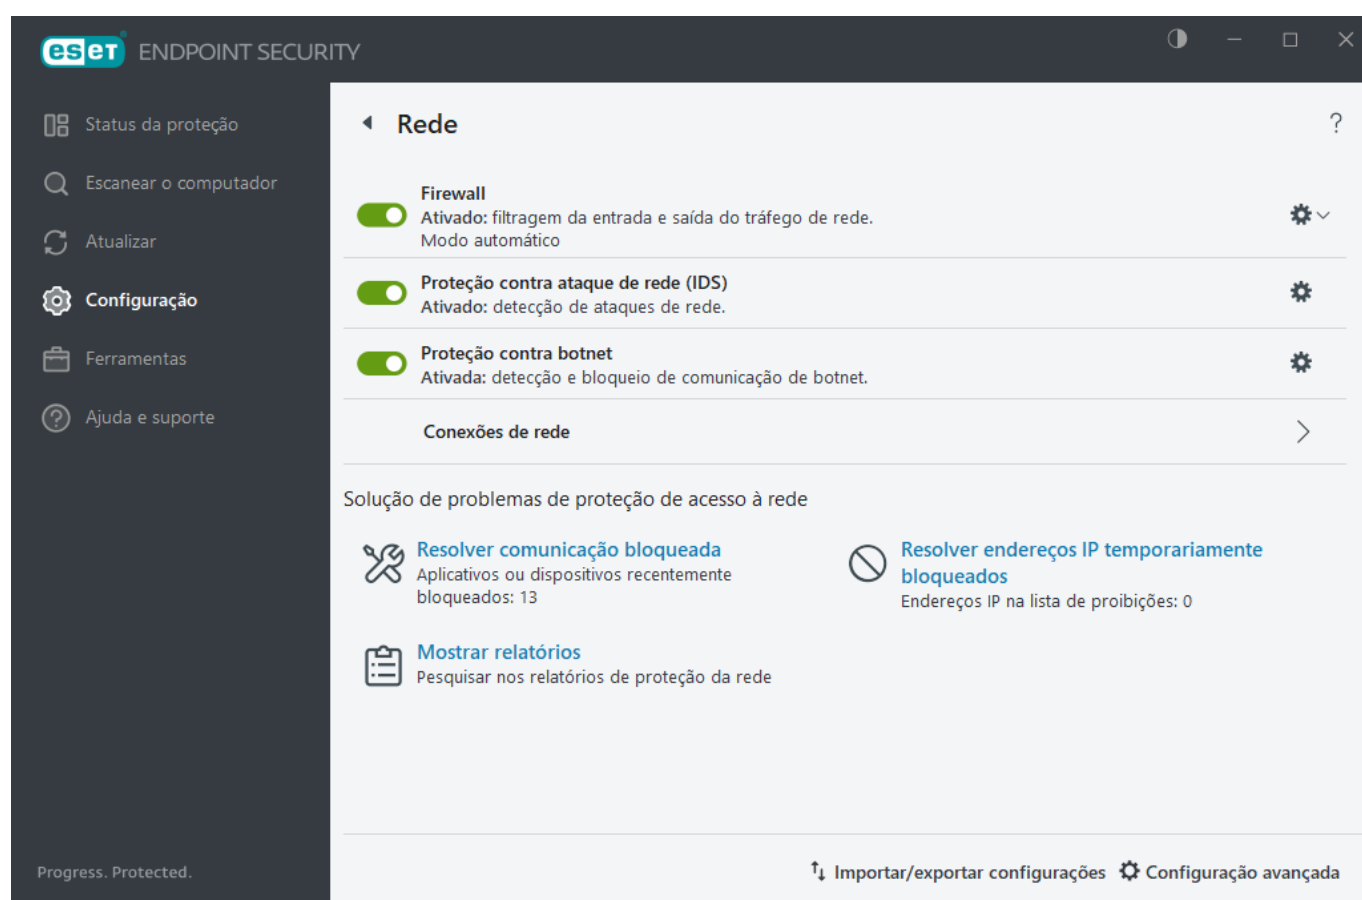 eset ENDPOINT SECURITY
Status da proteção
Escanear o computador
Atualizar
Configuração
Ferramentas
Ajuda e suporte
Progress. Protected.
Rede
?
Firewall
Ativado: filtragem da entrada e saída do tráfego de rede.
Modo automático
Proteção contra ataque de rede (IDS)
Ativado: detecção de ataques de rede.
Proteção contra botnet
Ativada: detecção e bloqueio de comunicação de botnet.
Conexões de rede
Solução de problemas de proteção de acesso à rede
Resolver comunicação bloqueada
Aplicativos ou dispositivos recentemente
bloqueados: 13
Resolver endereços IP temporariamente
bloqueados
Endereços IP na lista de proibições: 0
Mostrar relatórios
Pesquisar nos relatórios de proteção da rede
Importar/exportar configurações Configuração avançada